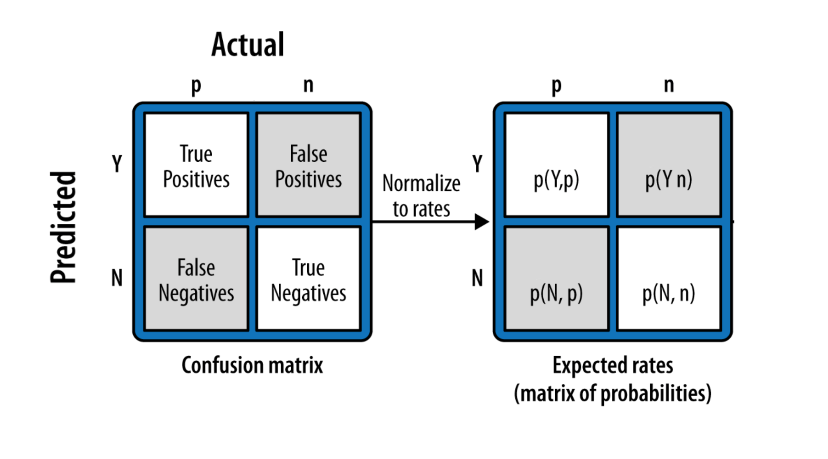 Actual
p n
p n
Y
True
Positives
False
Positives
Y
p(Y,p)
p(Y n)
Normalize
to rates
Predicted
N
False
Negatives
True
Negatives
N
p(N, p)
p(N, n)
Confusion matrix
Expected rates
(matrix of probabilities)